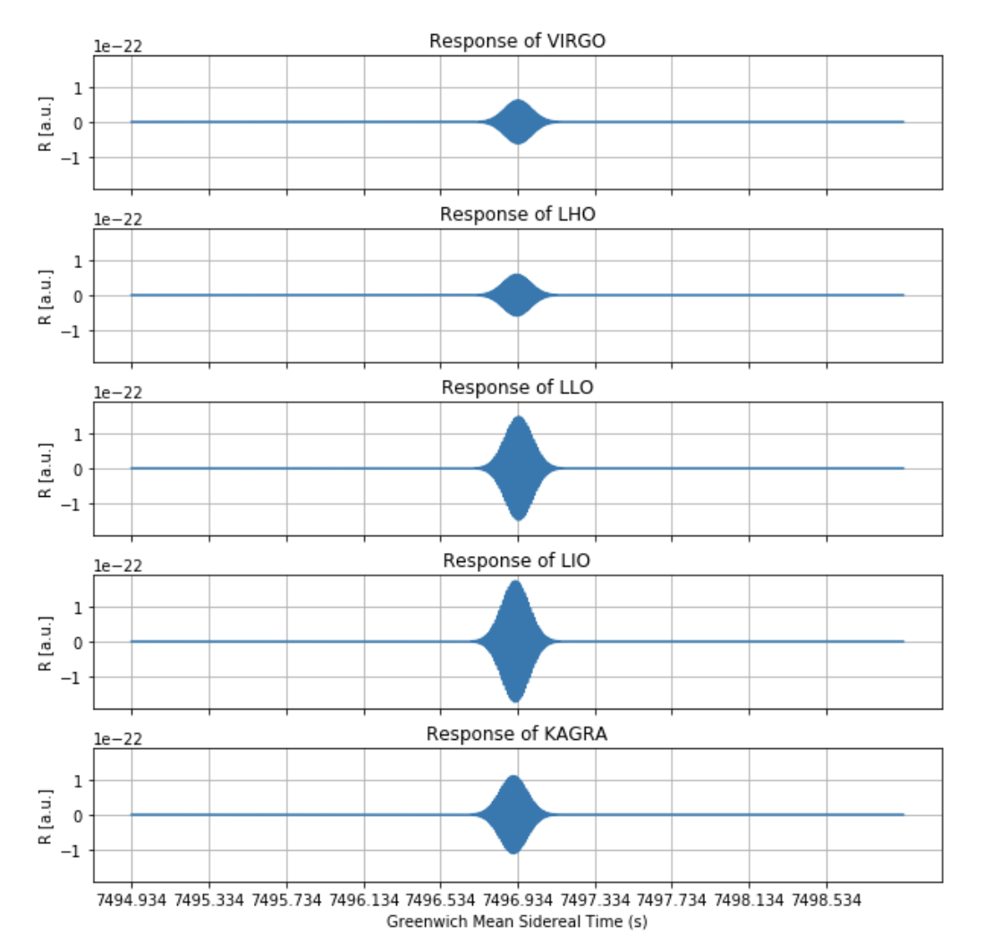 Response of VIRGO
1e−22
R [a.u.]
1
0
−1
Response of LHO
1e−22
R [a.u.]
1
0
−1
Response of LLO
1e−22
R [a.u.]
1
0
−1
Response of LIO
1e−22
R [a.u.]
1
0
−1
Response of KAGRA
1e−22
R [a.u.]
1
0
−1
7494.934 7495.334 7495.734 7496.134 7496.534 7496.934 7497.334 7497.734 7498.134 7498.534
Greenwich Mean Sidereal Time (s)